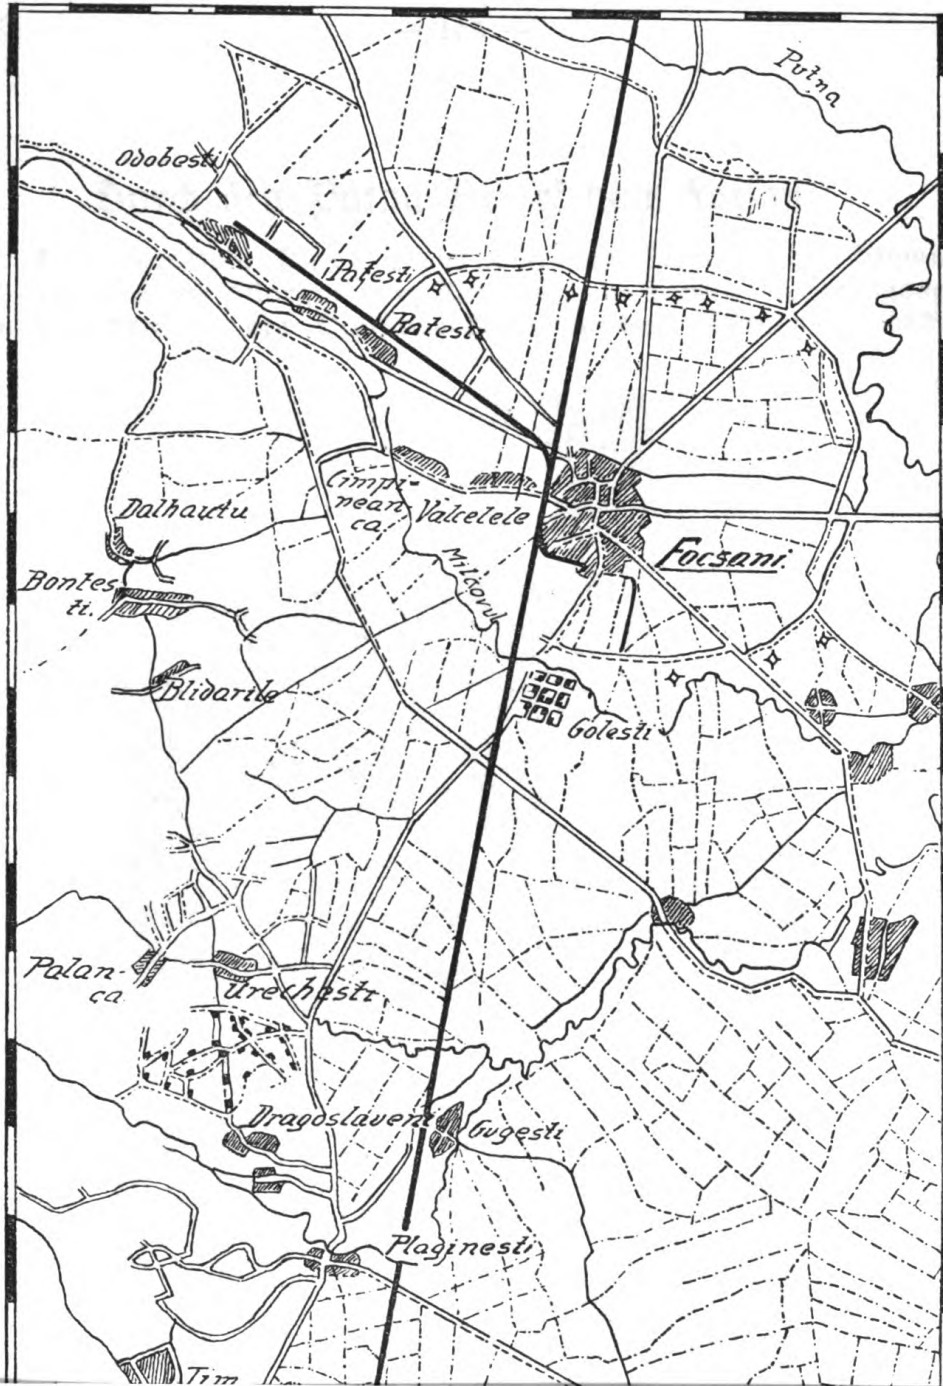 Putna
Odobesti
Patesti
Batesti
Cimpi-
nean-
ca.
Valcelele
Dalhautu
Milcovul
Focsani.
Bontes-
ti.
Blidarile
Golesti
Palan-
ca
Urechesti
Dragoslaveni
Gugesti
Plaginesti
Tim